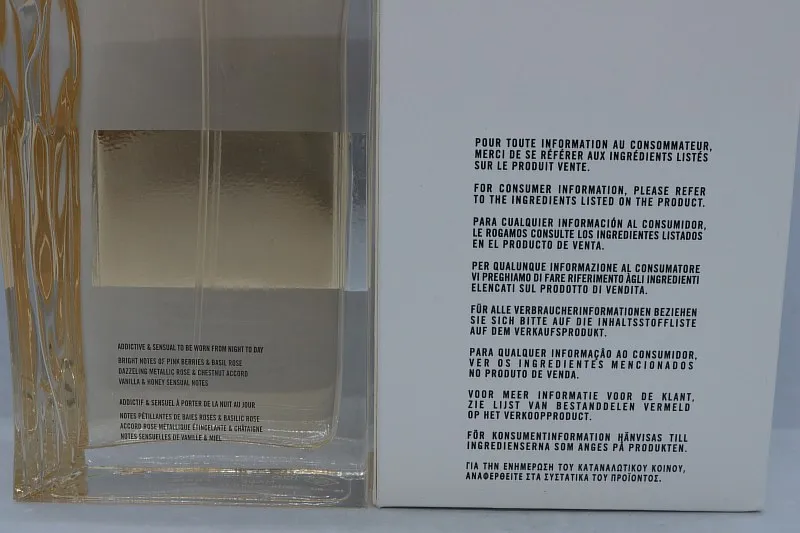 ADDICTIVE & SENSUAL TO BE WORN FROM NIGHT TO DAY
BRIGHT NOTES OF PINK BERRIES & BASIL ROSE
DAZZELING METALLIC ROSE & CHESTNUT ACCORD
VANILLA & HONEY SENSUAL NOTES
ADDICTIF & SENSUEL À PORTER DE LA NUIT AU JOUR
NOTES PÉTILLANTES DE BAIES ROSES & BASILIC ROSE
ACCORD ROSE MÉTALLIQUE ÉTINCELANTE & CHÂTAIGNE
NOTES SENSUELLES DE VANILLE & MIEL
POUR TOUTE INFORMATION AU CONSOMMATEUR,
MERCI DE SE RÉFÉRER AUX INGRÉDIENTS LISTÉS
SUR LE PRODUIT VENTE.
FOR CONSUMER INFORMATION, PLEASE REFER
TO THE INGREDIENTS LISTED ON THE PRODUCT.
PARA CUALQUIER INFORMACIÓN AL CONSUMIDOR,
LE ROGAMOS CONSULTE LOS INGREDIENTES LISTADOS
EN EL PRODUCTO DE VENTA.
PER QUALUNQUE INFORMAZIONE AL CONSUMATORE
VI PREGHIAMO DI FARE RIFERIMENTO ÀGLI INGREDIENTI
ELENCATI SUL PRODOTTO DI VENDITA.
FÜR ALLE VERBRAUCHERINFORMATIONEN BEZIEHEN
SIE SICH BITTE AUF DIE INHALTSSTOFFLISTE
AUF DEM VERKAUFSPRODUKT.
PARA QUALQUER INFORMAÇÃO AO CONSUMIDOR,
VER OS INGREDIENTES MENCIONADOS
NO PRODUTO DE VENDA.
VOOR MEER INFORMATIE VOOR DE KLANT,
ZIE LIJST VAN BESTANDDELEN VERMELD
OP HET VERKOOPPRODUCT.
FÖR KONSUMENTINFORMATION HÄNVISAS TILL
INGREDIENSERNA SOM ANGES PÅ PRODUKTEN.
ΓΙΑ ΤΗΝ ΕΝΗΜΕΡΩΣΗ ΤΟΥ ΚΑΤΑΝΑΛΩΤΙΚΟΥ ΚΟΙΝΟΥ,
ΑΝΑΦΕΡΘΕΙΤΕ ΣΤΑ ΣΥΣΤΑΤΙΚΑ ΤΟΥ ΠΡΟΪΟΝΤΟΣ.